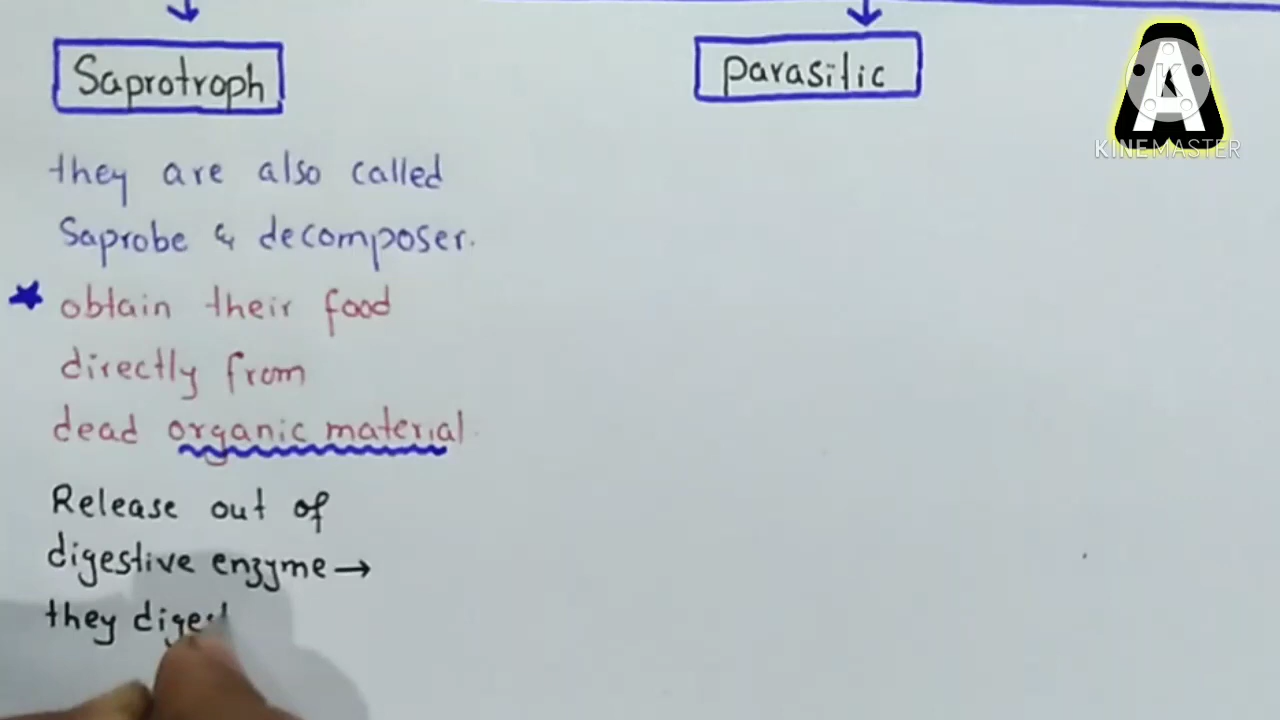 Saprotroph
Parasitic
they are also called
Saprobe & decomposer.
obtain their food
directly from
dead organic material
Release out of
digestive enzyme →
they digest
A
K
KINEMASTER